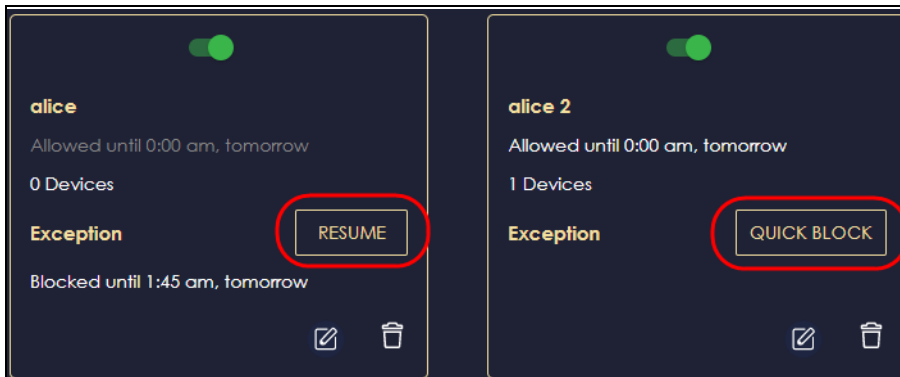 alice
Allowed until 0:00 am, tomorrow
0 Devices
Exception
RESUME
Blocked until 1:45 am, tomorrow
alice 2
Allowed until 0:00 am, tomorrow
1 Devices
Exception
QUICK BLOCK